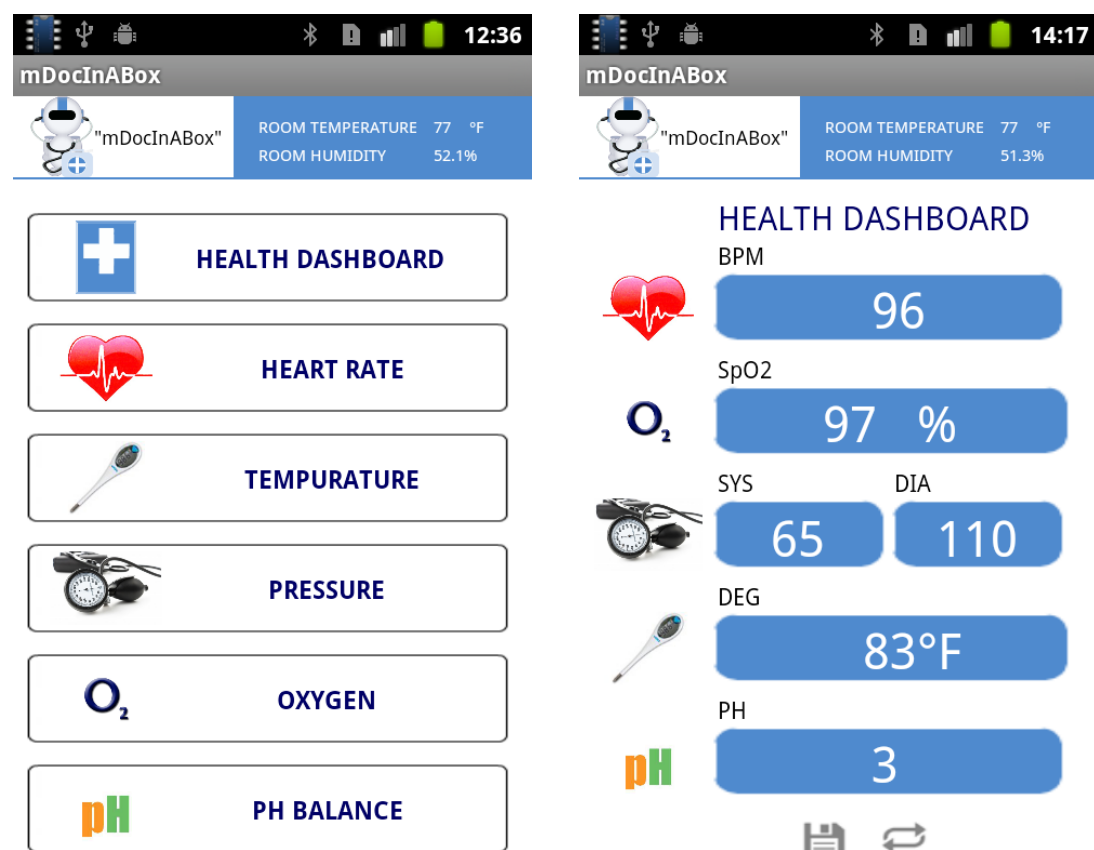 12:36
mDocInABox
"mDocInABox"
ROOM TEMPERATURE 77 ºF
ROOM HUMIDITY 52.1%
HEALTH DASHBOARD
HEART RATE
TEMPURATURE
PRESSURE
O2
OXYGEN
pH
PH BALANCE
14:17
mDocInABox
"mDocInABox"
ROOM TEMPERATURE 77 ºF
ROOM HUMIDITY 51.3%
HEALTH DASHBOARD
BPM
96
SpO2
O2
97 %
SYS DIA
65 110
DEG
83°F
PH
pH
3